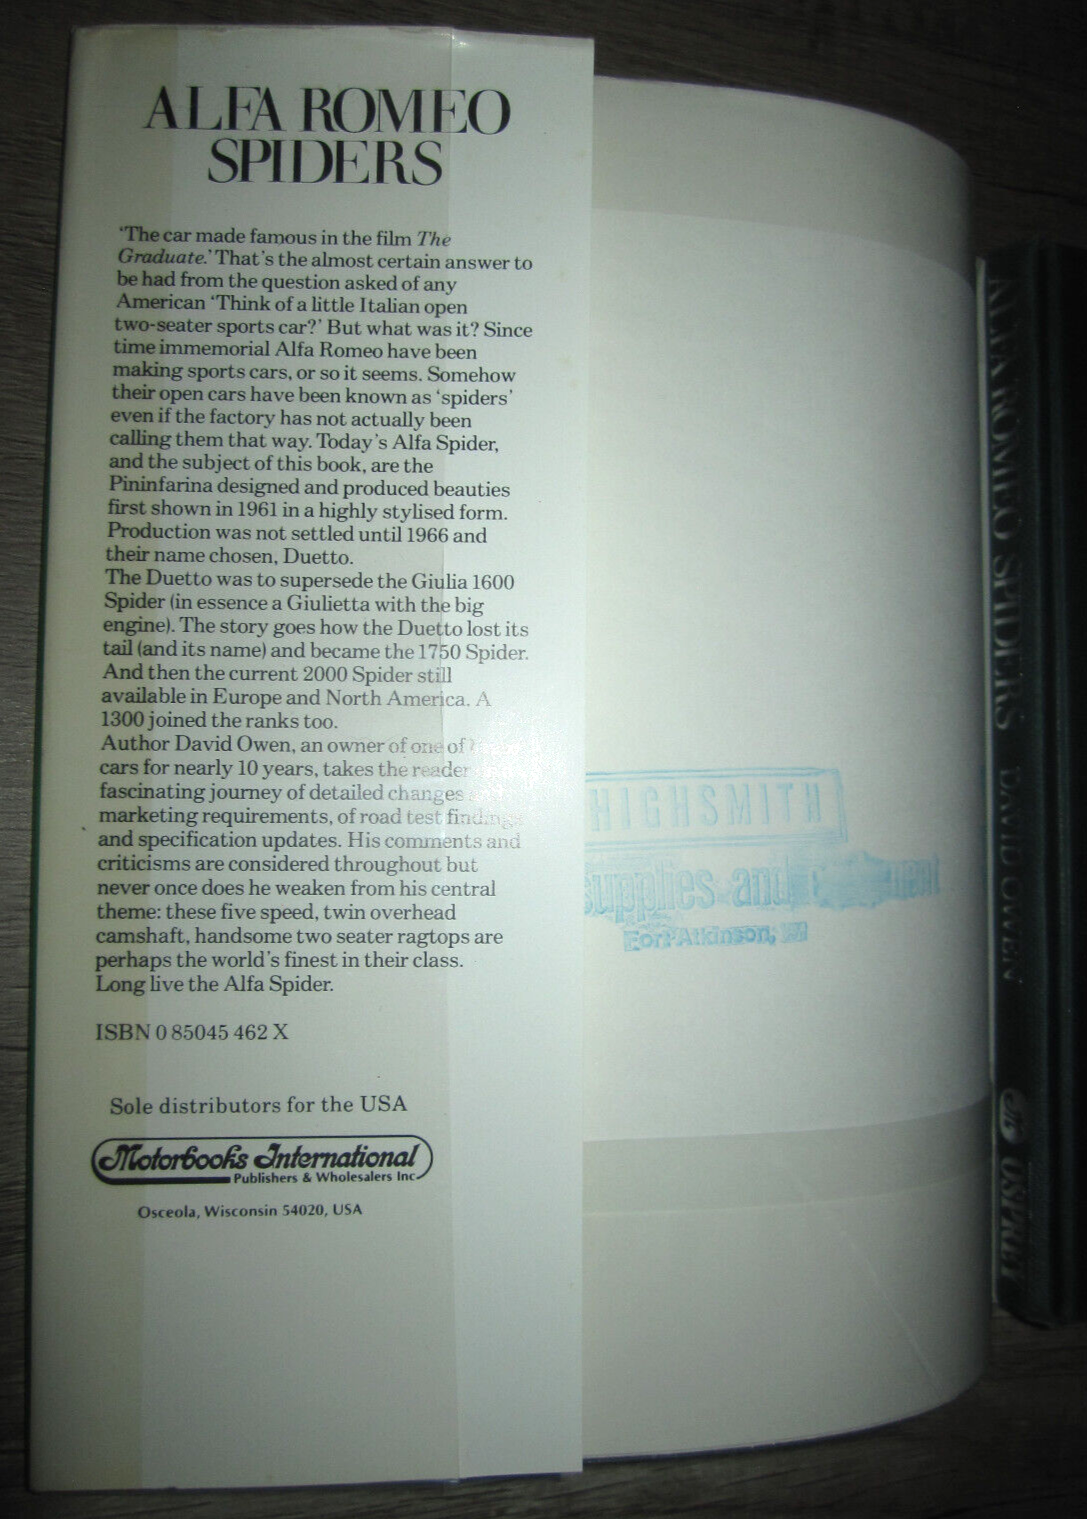 ALFA ROMEO
SPIDERS
‘The car made famous in the film The
Graduate.’ That’s the almost certain answer to
be had from the question asked of any
American ‘Think of a little Italian open
two-seater sports car?’ But what was it? Since
time immemorial Alfa Romeo have been
making sports cars, or so it seems. Somehow
their open cars have been known as ‘spiders’
even if the factory has not actually been
calling them that way. Today’s Alfa Spider,
and the subject of this book, are the
Pininfarina designed and produced beauties
first shown in 1961 in a highly stylised form.
Production was not settled until 1966 and
their name chosen, Duetto.
The Duetto was to supersede the Giulia 1600
Spider (in essence a Giulietta with the big
engine). The story goes how the Duetto lost its
tail (and its name) and became the 1750 Spider.
And then the current 2000 Spider still
available in Europe and North America. A
1300 joined the ranks too.
Author David Owen, an owner of one of
cars for nearly 10 years, takes the reader
fascinating journey of detailed changes
marketing requirements, of road test findings
and specification updates. His comments and
criticisms are considered throughout but
never once does he weaken from his central
theme: these five speed, twin overhead
camshaft, handsome two seater ragtops are
perhaps the world’s finest in their class.
Long live the Alfa Spider.
ISBN 0 85045 462 X
Sole distributors for the USA
Motorbooks International
Publishers & Wholesalers Inc
Osceola, Wisconsin 54020, USA
HIGHSMITH
supplies and
Fort Atkinson, WI
ALFA ROMEO SPIDERS DAVID OWEN OSPREY